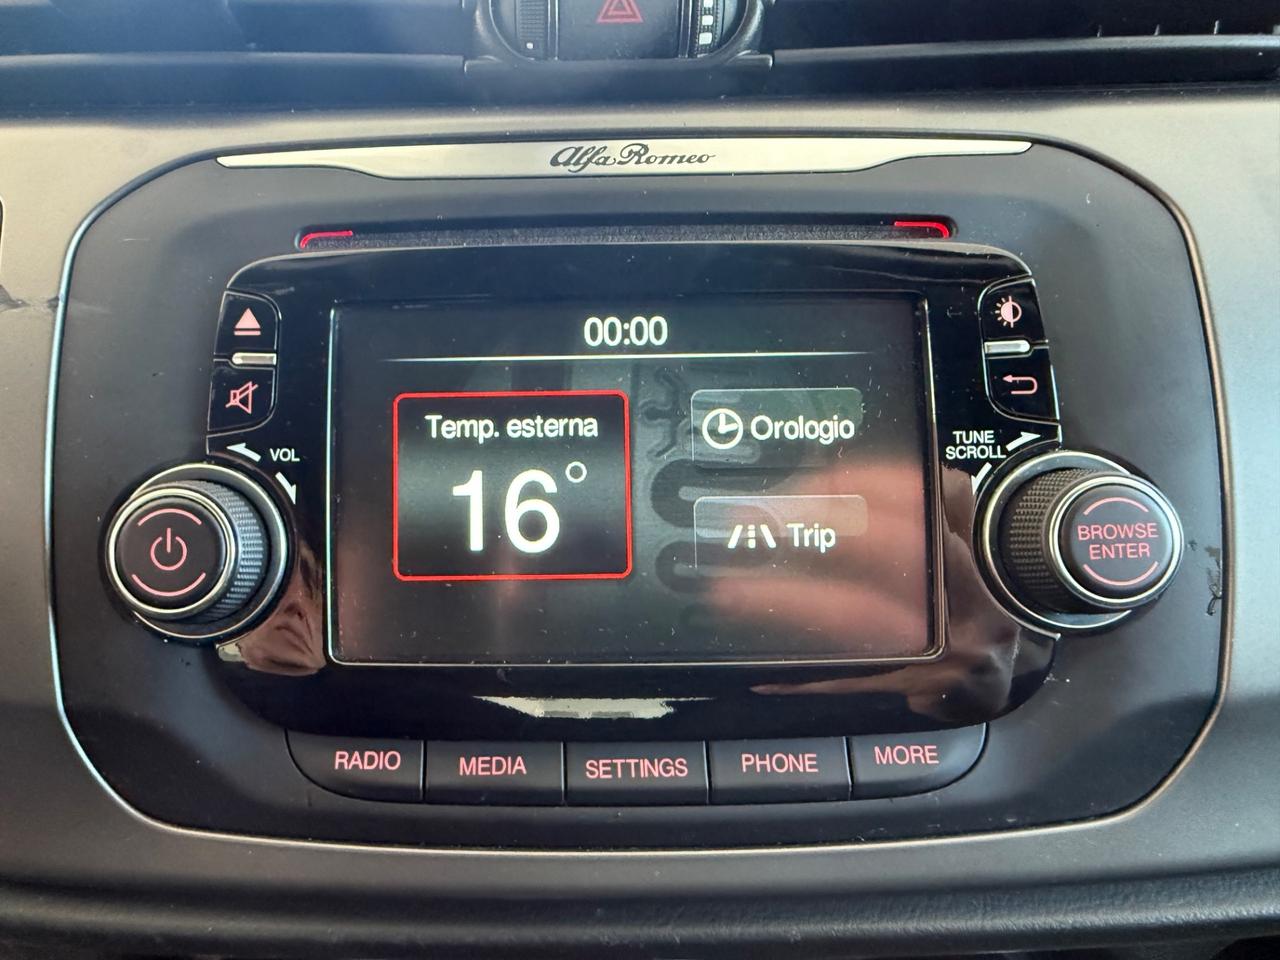 Alfa Romeo
00:00
Temp. esterna
16°
Orologio
Trip
VOL
TUNE
SCROLL
BROWSE
ENTER
RADIO
MEDIA
SETTINGS
PHONE
MORE